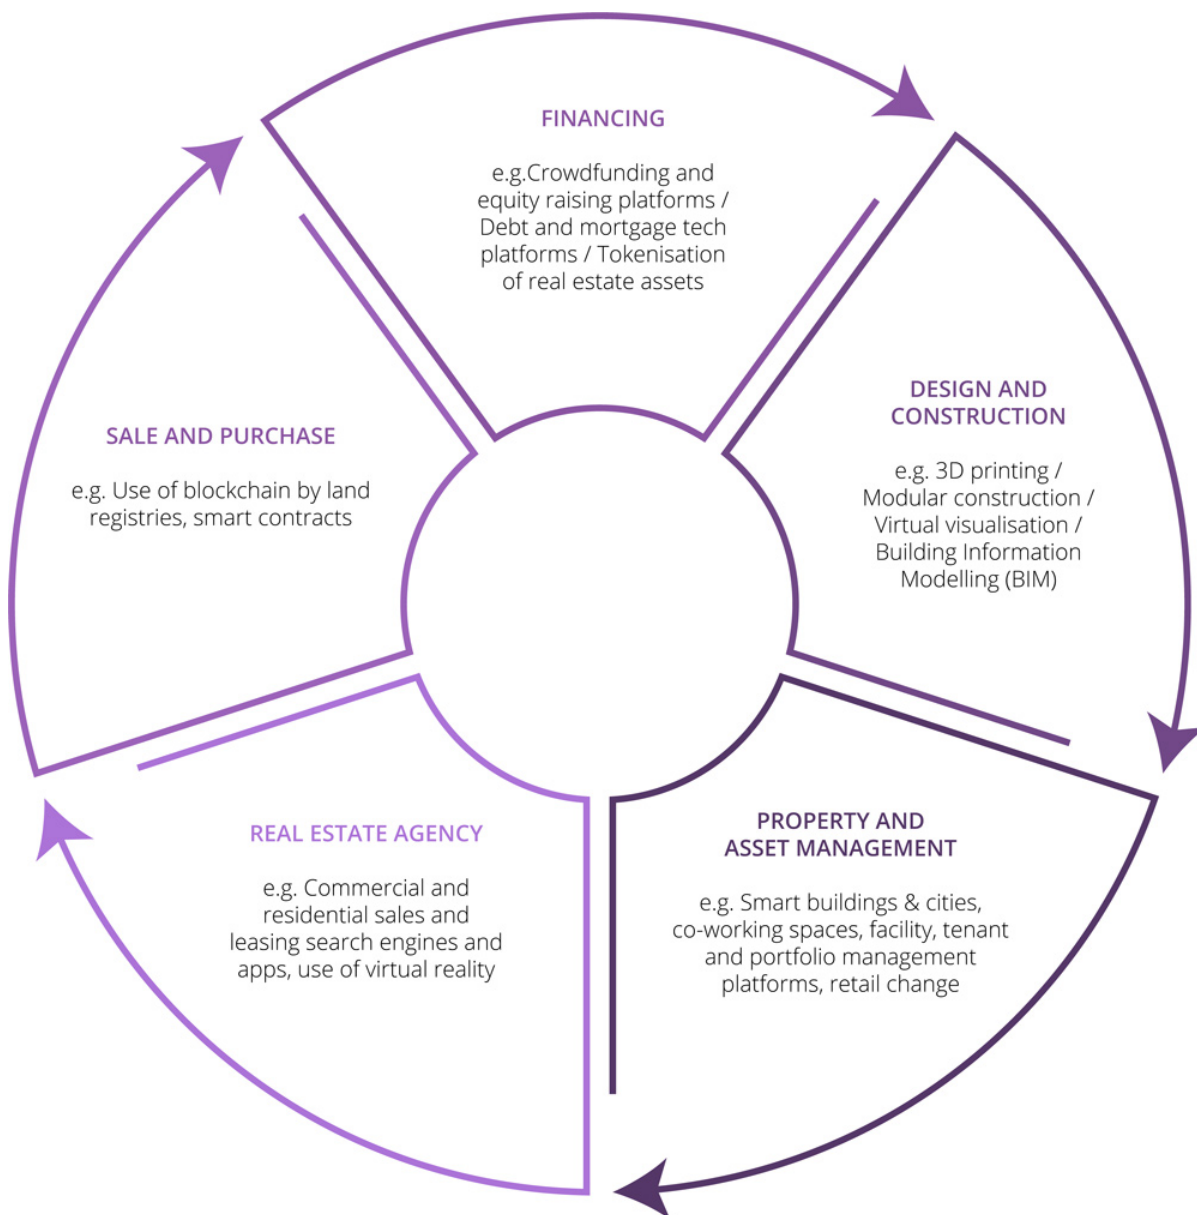 FINANCING
e.g.Crowdfunding and
equity raising platforms /
Debt and mortgage tech
platforms / Tokenisation
of real estate assets
DESIGN AND
CONSTRUCTION
e.g. 3D printing /
Modular construction /
Virtual visualisation /
Building Information
Modelling (BIM)
PROPERTY AND
ASSET MANAGEMENT
e.g. Smart buildings & cities,
co-working spaces, facility, tenant
and portfolio management
platforms, retail change
REAL ESTATE AGENCY
e.g. Commercial and
residential sales and
leasing search engines and
apps, use of virtual reality
SALE AND PURCHASE
e.g. Use of blockchain by land
registries, smart contracts